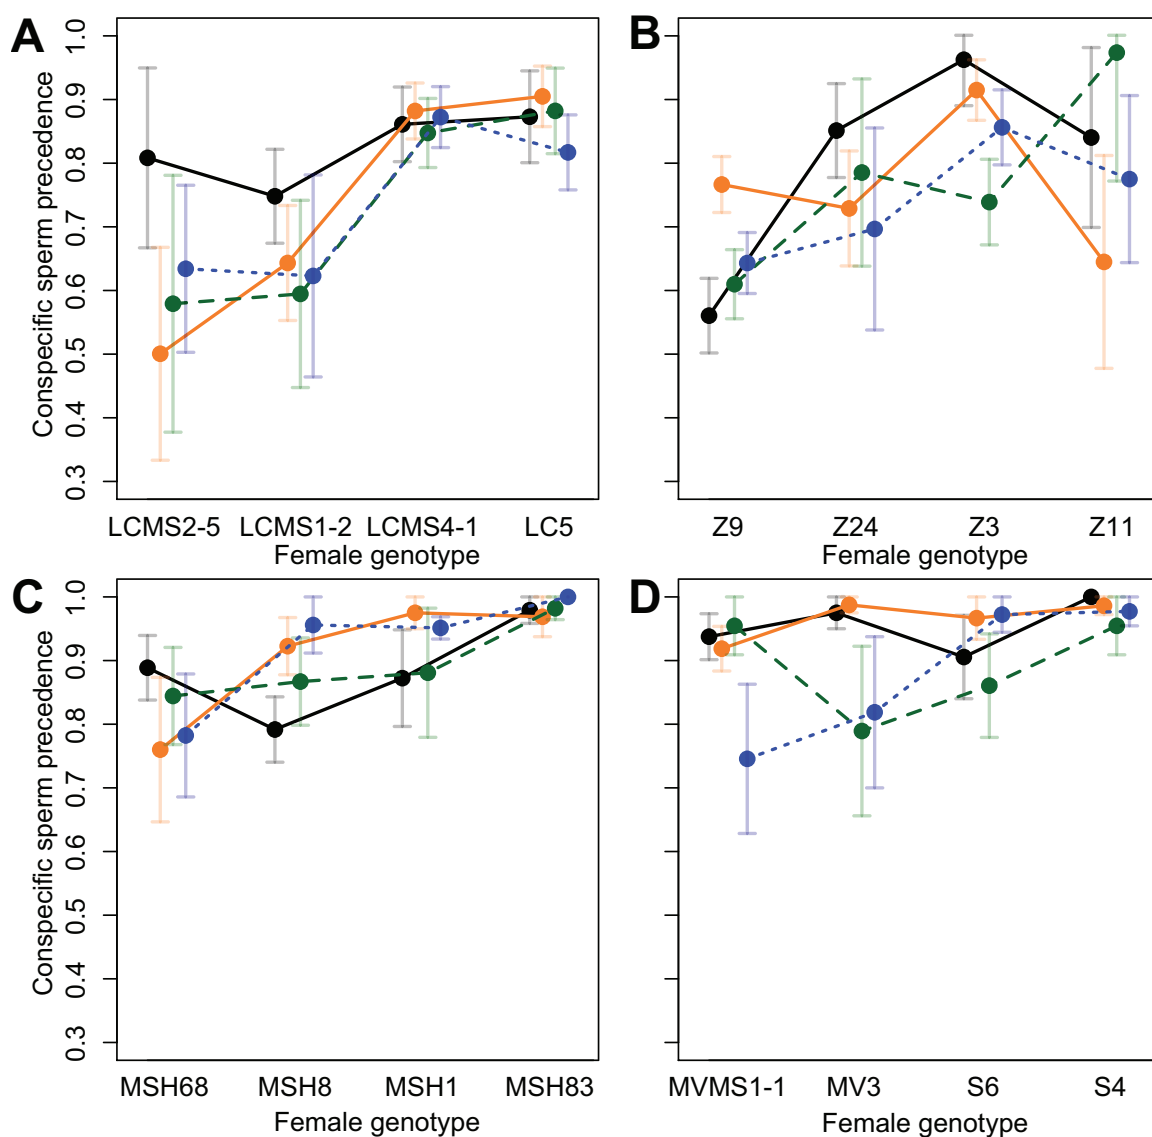 A
Conspecific sperm precedence
1.0
0.9
0.8
0.7
0.6
0.5
0.4
0.3
LCMS2-5 LCMS1-2 LCMS4-1 LC5
Female genotype
B
Z9 Z24 Z3 Z11
Female genotype
C
Conspecific sperm precedence
1.0
0.9
0.8
0.7
0.6
0.5
0.4
0.3
MSH68 MSH8 MSH1 MSH83
Female genotype
D
MVMS1-1 MV3 S6 S4
Female genotype